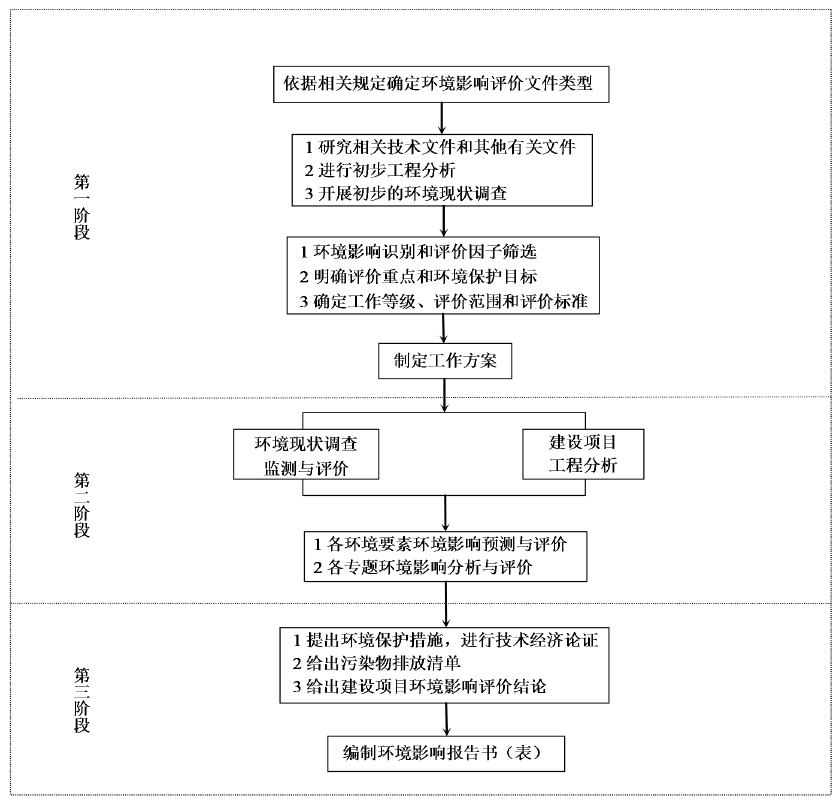 第一阶段
依据相关规定确定环境影响评价文件类型
1 研究相关技术文件和其他有关文件
2 进行初步工程分析
3 开展初步的环境现状调查
1 环境影响识别和评价因子筛选
2 明确评价重点和环境保护目标
3 确定工作等级、评价范围和评价标准
制定工作方案
第二阶段
环境现状调查
监测与评价
建设项目
工程分析
1 各环境要素环境影响预测与评价
2 各专题环境影响分析与评价
第三阶段
1 提出环境保护措施，进行技术经济论证
2 给出污染物排放清单
3 给出建设项目环境影响评价结论
编制环境影响报告书（表）